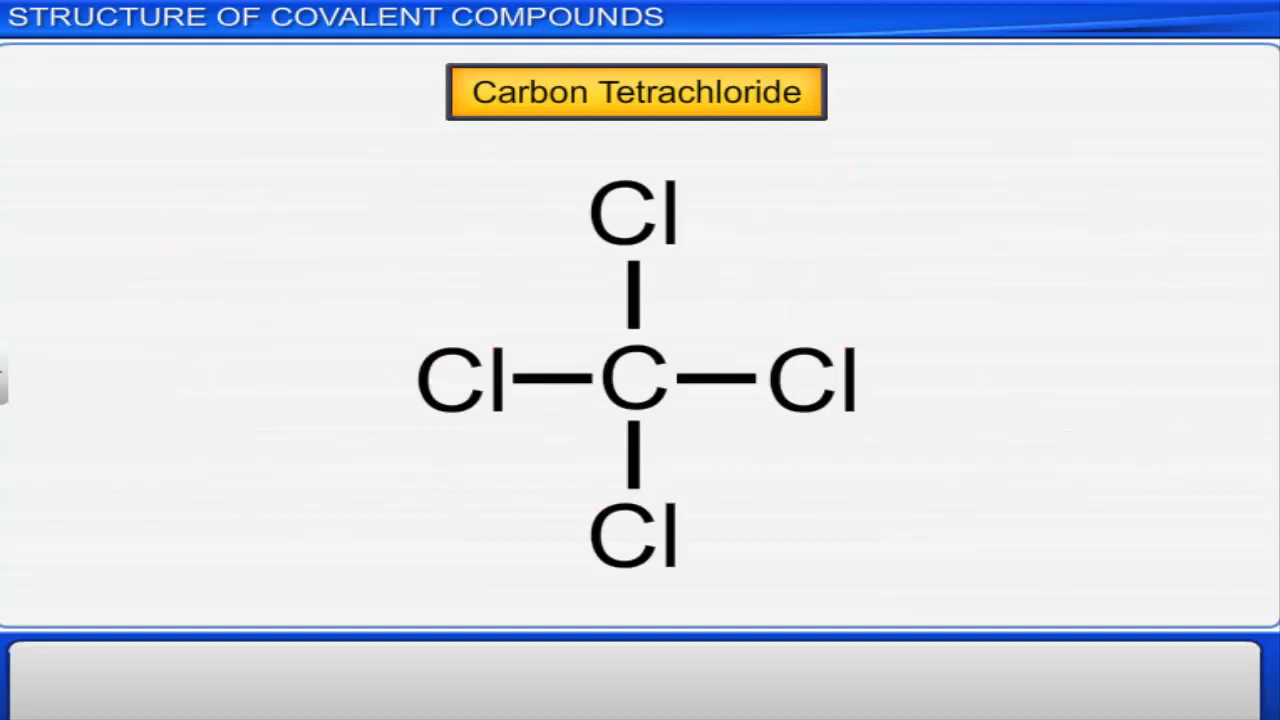 STRUCTURE OF COVALENT COMPOUNDS
Carbon Tetrachloride
Cl
Cl C Cl
Cl